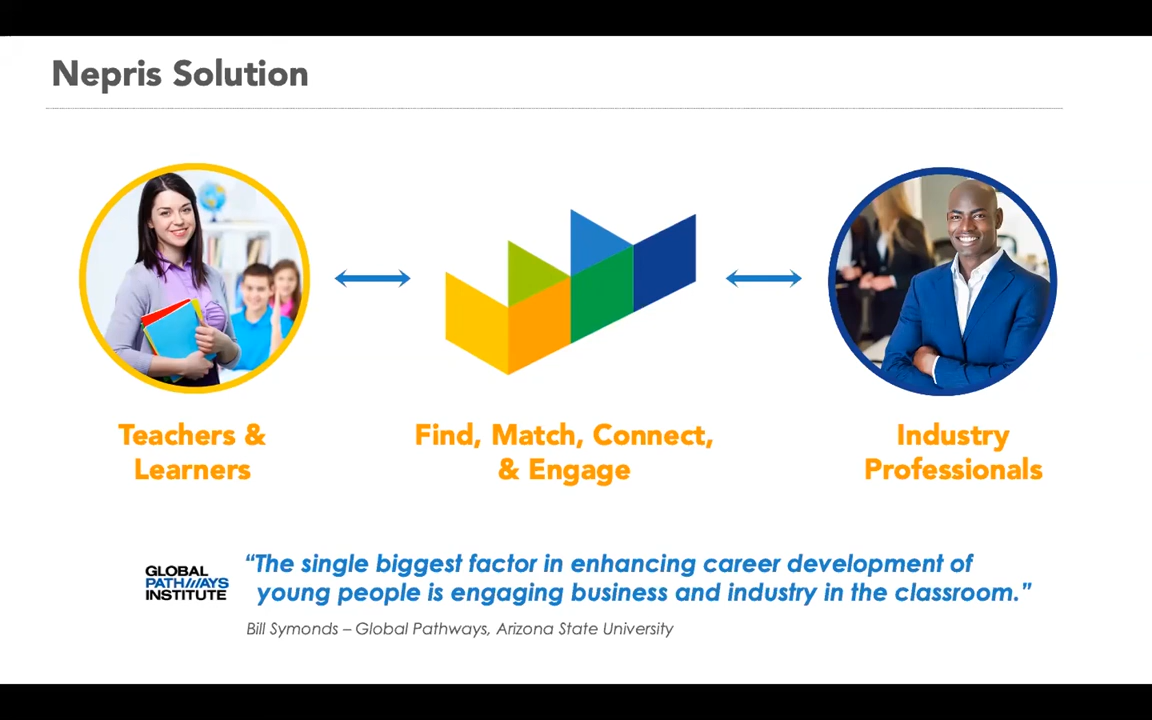 Nepris Solution
Teachers &
Learners
Find, Match, Connect,
& Engage
Industry
Professionals
GLOBAL
PATHWAYS
INSTITUTE
“The single biggest factor in enhancing career development of
young people is engaging business and industry in the classroom.”
Bill Symonds – Global Pathways, Arizona State University